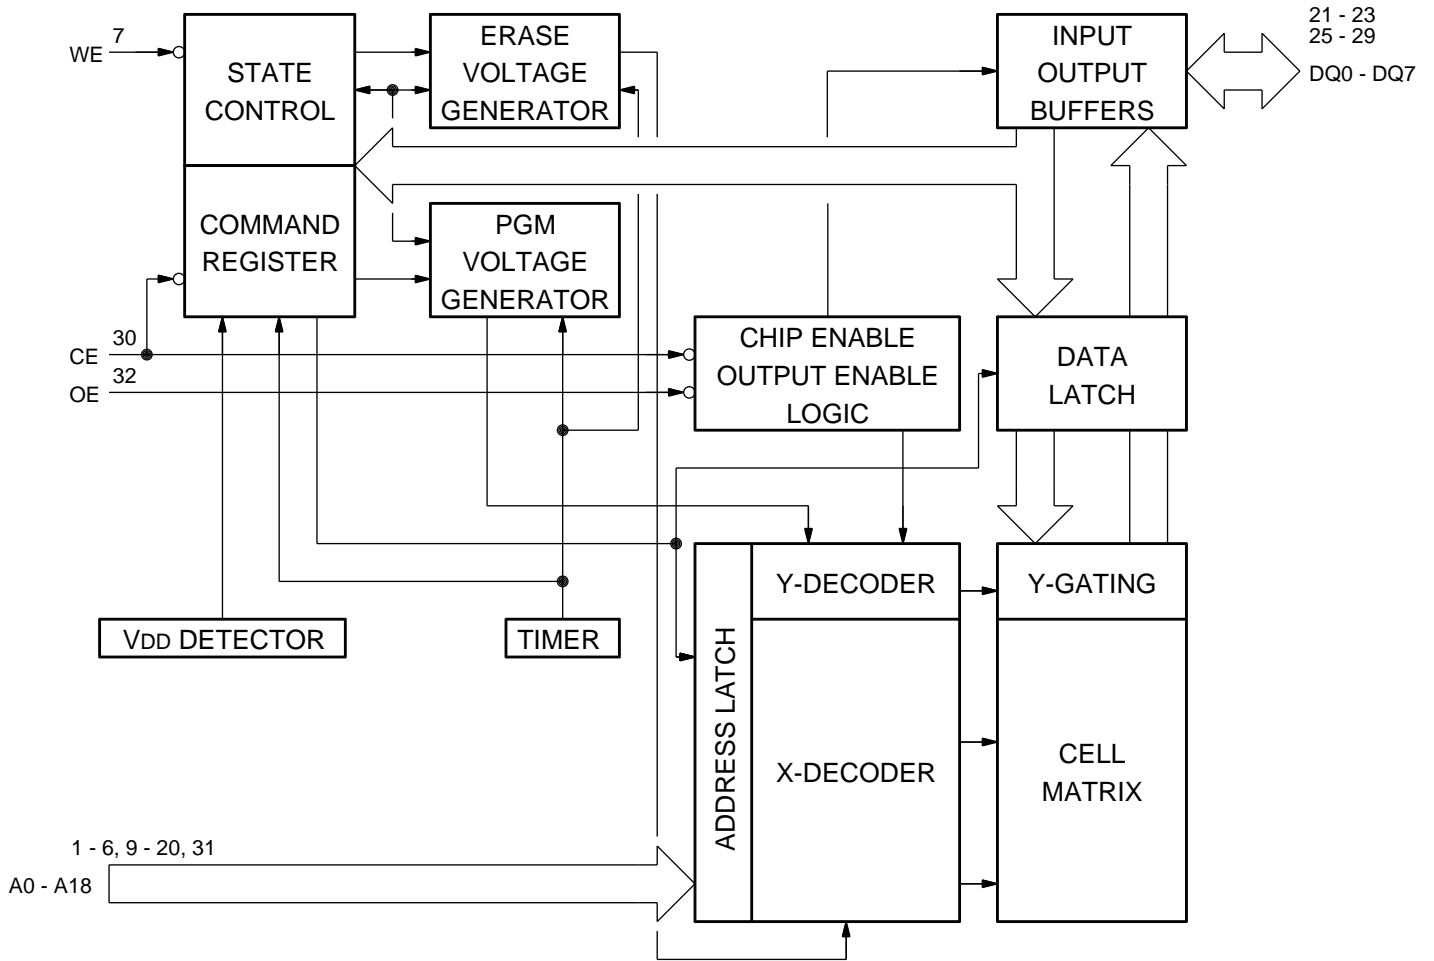 21 - 23
25 - 29
DQ0 - DQ7
7
WE
STATE
CONTROL
ERASE
VOLTAGE
GENERATOR
INPUT
OUTPUT
BUFFERS
COMMAND
REGISTER
PGM
VOLTAGE
GENERATOR
30
CE
32
OE
CHIP ENABLE
OUTPUT ENABLE
LOGIC
DATA
LATCH
VDD DETECTOR
TIMER
ADDRESS LATCH
Y-DECODER
Y-GATING
X-DECODER
CELL
MATRIX
1 - 6, 9 - 20, 31
A0 - A18